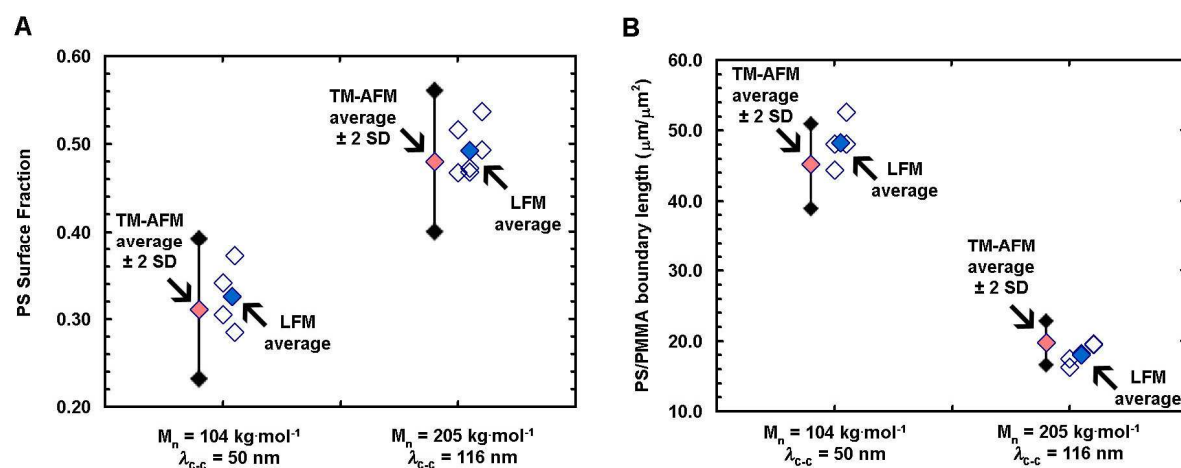 A
0.60
0.50
0.40
0.30
0.20
PS Surface Fraction
TM-AFM
average
± 2 SD
LFM
average
TM-AFM
average
± 2 SD
LFM
average
Mn = 104 kg·mol-1
λc-c = 50 nm
Mn = 205 kg·mol-1
λc-c = 116 nm
B
60.0
50.0
40.0
30.0
20.0
10.0
PS/PMMA boundary length (μm/μm2)
TM-AFM
average
± 2 SD
LFM
average
TM-AFM
average
± 2 SD
LFM
average
Mn = 104 kg·mol-1
λc-c = 50 nm
Mn = 205 kg·mol-1
λc-c = 116 nm